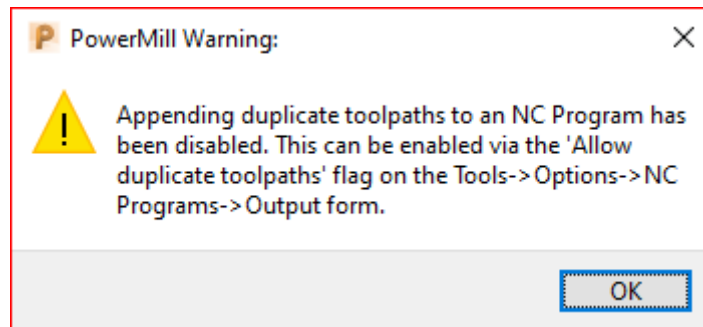 PowerMill Warning:
Appending duplicate toolpaths to an NC Program has
been disabled. This can be enabled via the 'Allow
duplicate toolpaths' flag on the Tools->Options->NC
Programs->Output form.
OK